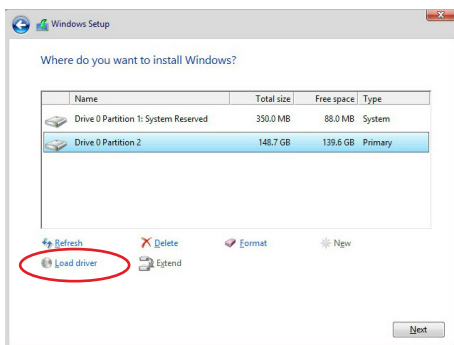 Windows Setup
Where do you want to install Windows?
Name Total size Free space Type
Drive 0 Partition 1: System Reserved 350.0 MB 88.0 MB System
Drive 0 Partition 2 148.7 GB 139.6 GB Primary
Refresh Delete Format New
Load driver Extend
Next